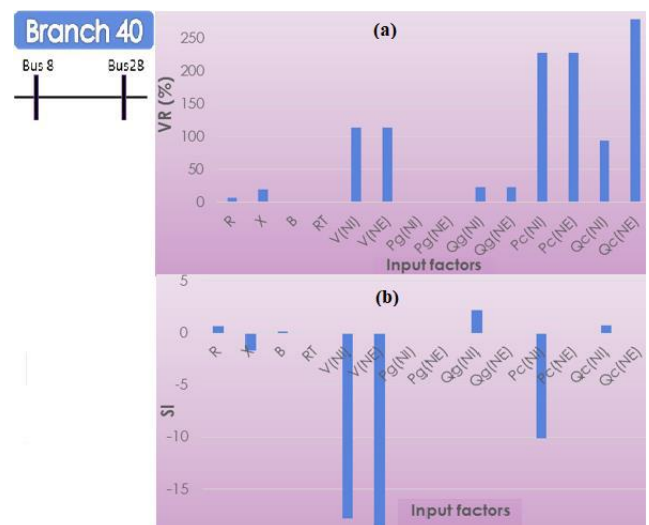 Branch 40
Bus 8 Bus28
(a)
VR (%)
250
200
150
100
50
0
R X B RT V(NI) V(NE) Pg(NI) Pg(NE) Qg(NI) Qg(NE) Pc(NI) Pc(NE) Qc(NI) Qc(NE)
Input factors
(b)
SI
5
0
-5
-10
-15
R X B RT V(NI) V(NE) Pg(NI) Pg(NE) Qg(NI) Qg(NE) Pc(NI) Pc(NE) Qc(NI) Qc(NE)
Input factors